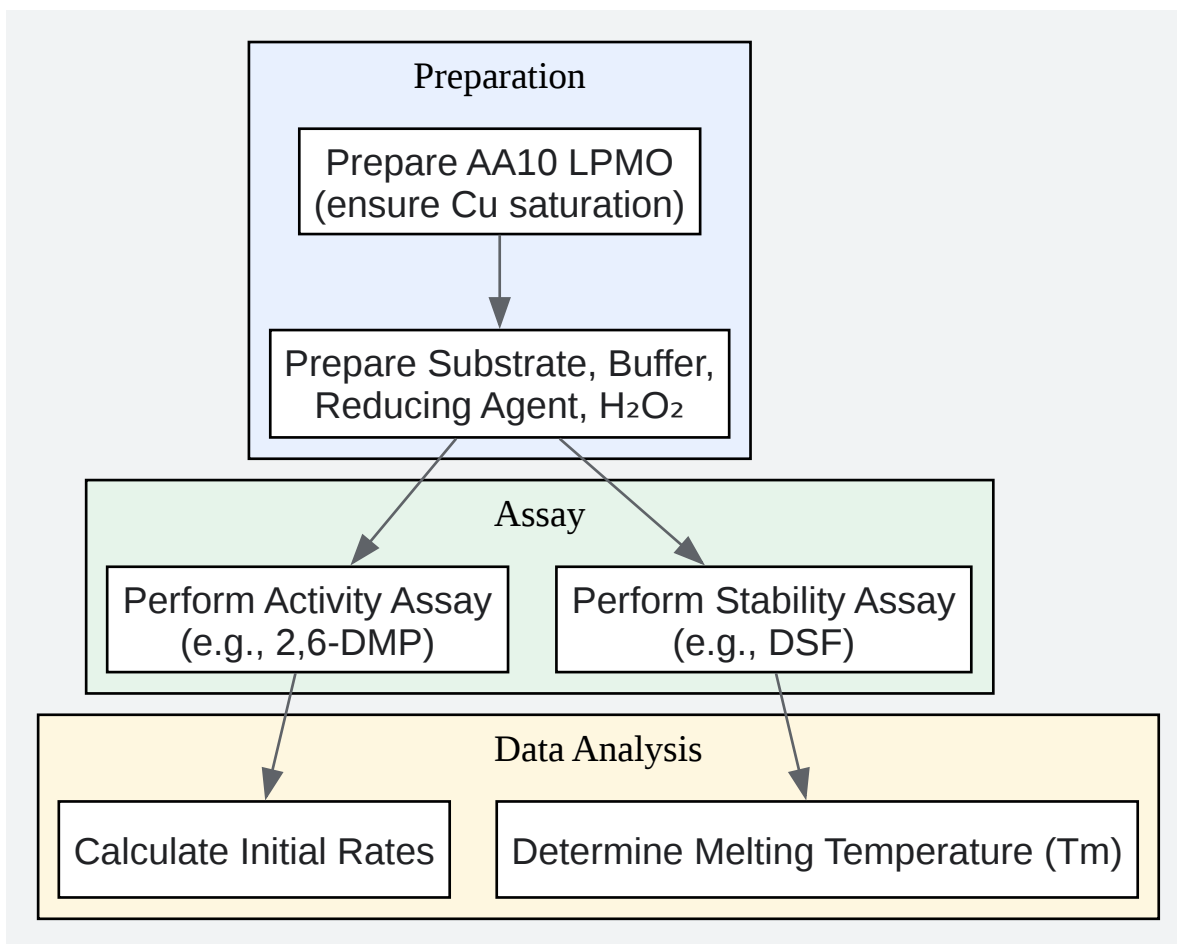 Preparation
Prepare AA10 LPMO
(ensure Cu saturation)
Prepare Substrate, Buffer,
Reducing Agent, H₂O₂
Assay
Perform Activity Assay
(e.g., 2,6-DMP)
Perform Stability Assay
(e.g., DSF)
Data Analysis
Calculate Initial Rates
Determine Melting Temperature (Tm)